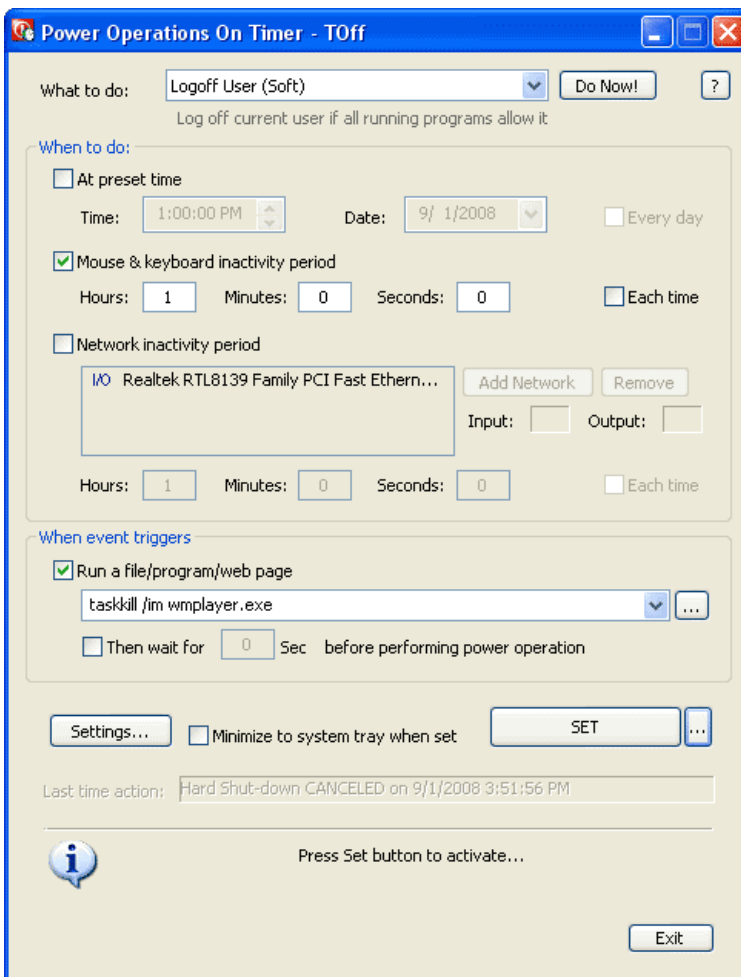 Power Operations On Timer - TOff
What to do: Logoff User (Soft) Do Now! ?
Log off current user if all running programs allow it
When to do:
At preset time
Time: 1:00:00 PM Date: 9/ 1/2008 Every day
Mouse & keyboard inactivity period
Hours: 1 Minutes: 0 Seconds: 0 Each time
Network inactivity period
I/O Realtek RTL8139 Family PCI Fast Ethern... Add Network Remove
Input: Output:
Hours: 1 Minutes: 0 Seconds: 0 Each time
When event triggers
Run a file/program/web page
taskkill /im wmplayer.exe ...
Then wait for 0 Sec before performing power operation
Settings... Minimize to system tray when set SET ...
Last time action: Hard Shut-down CANCELED on 9/1/2008 3:51:56 PM
Press Set button to activate...
Exit